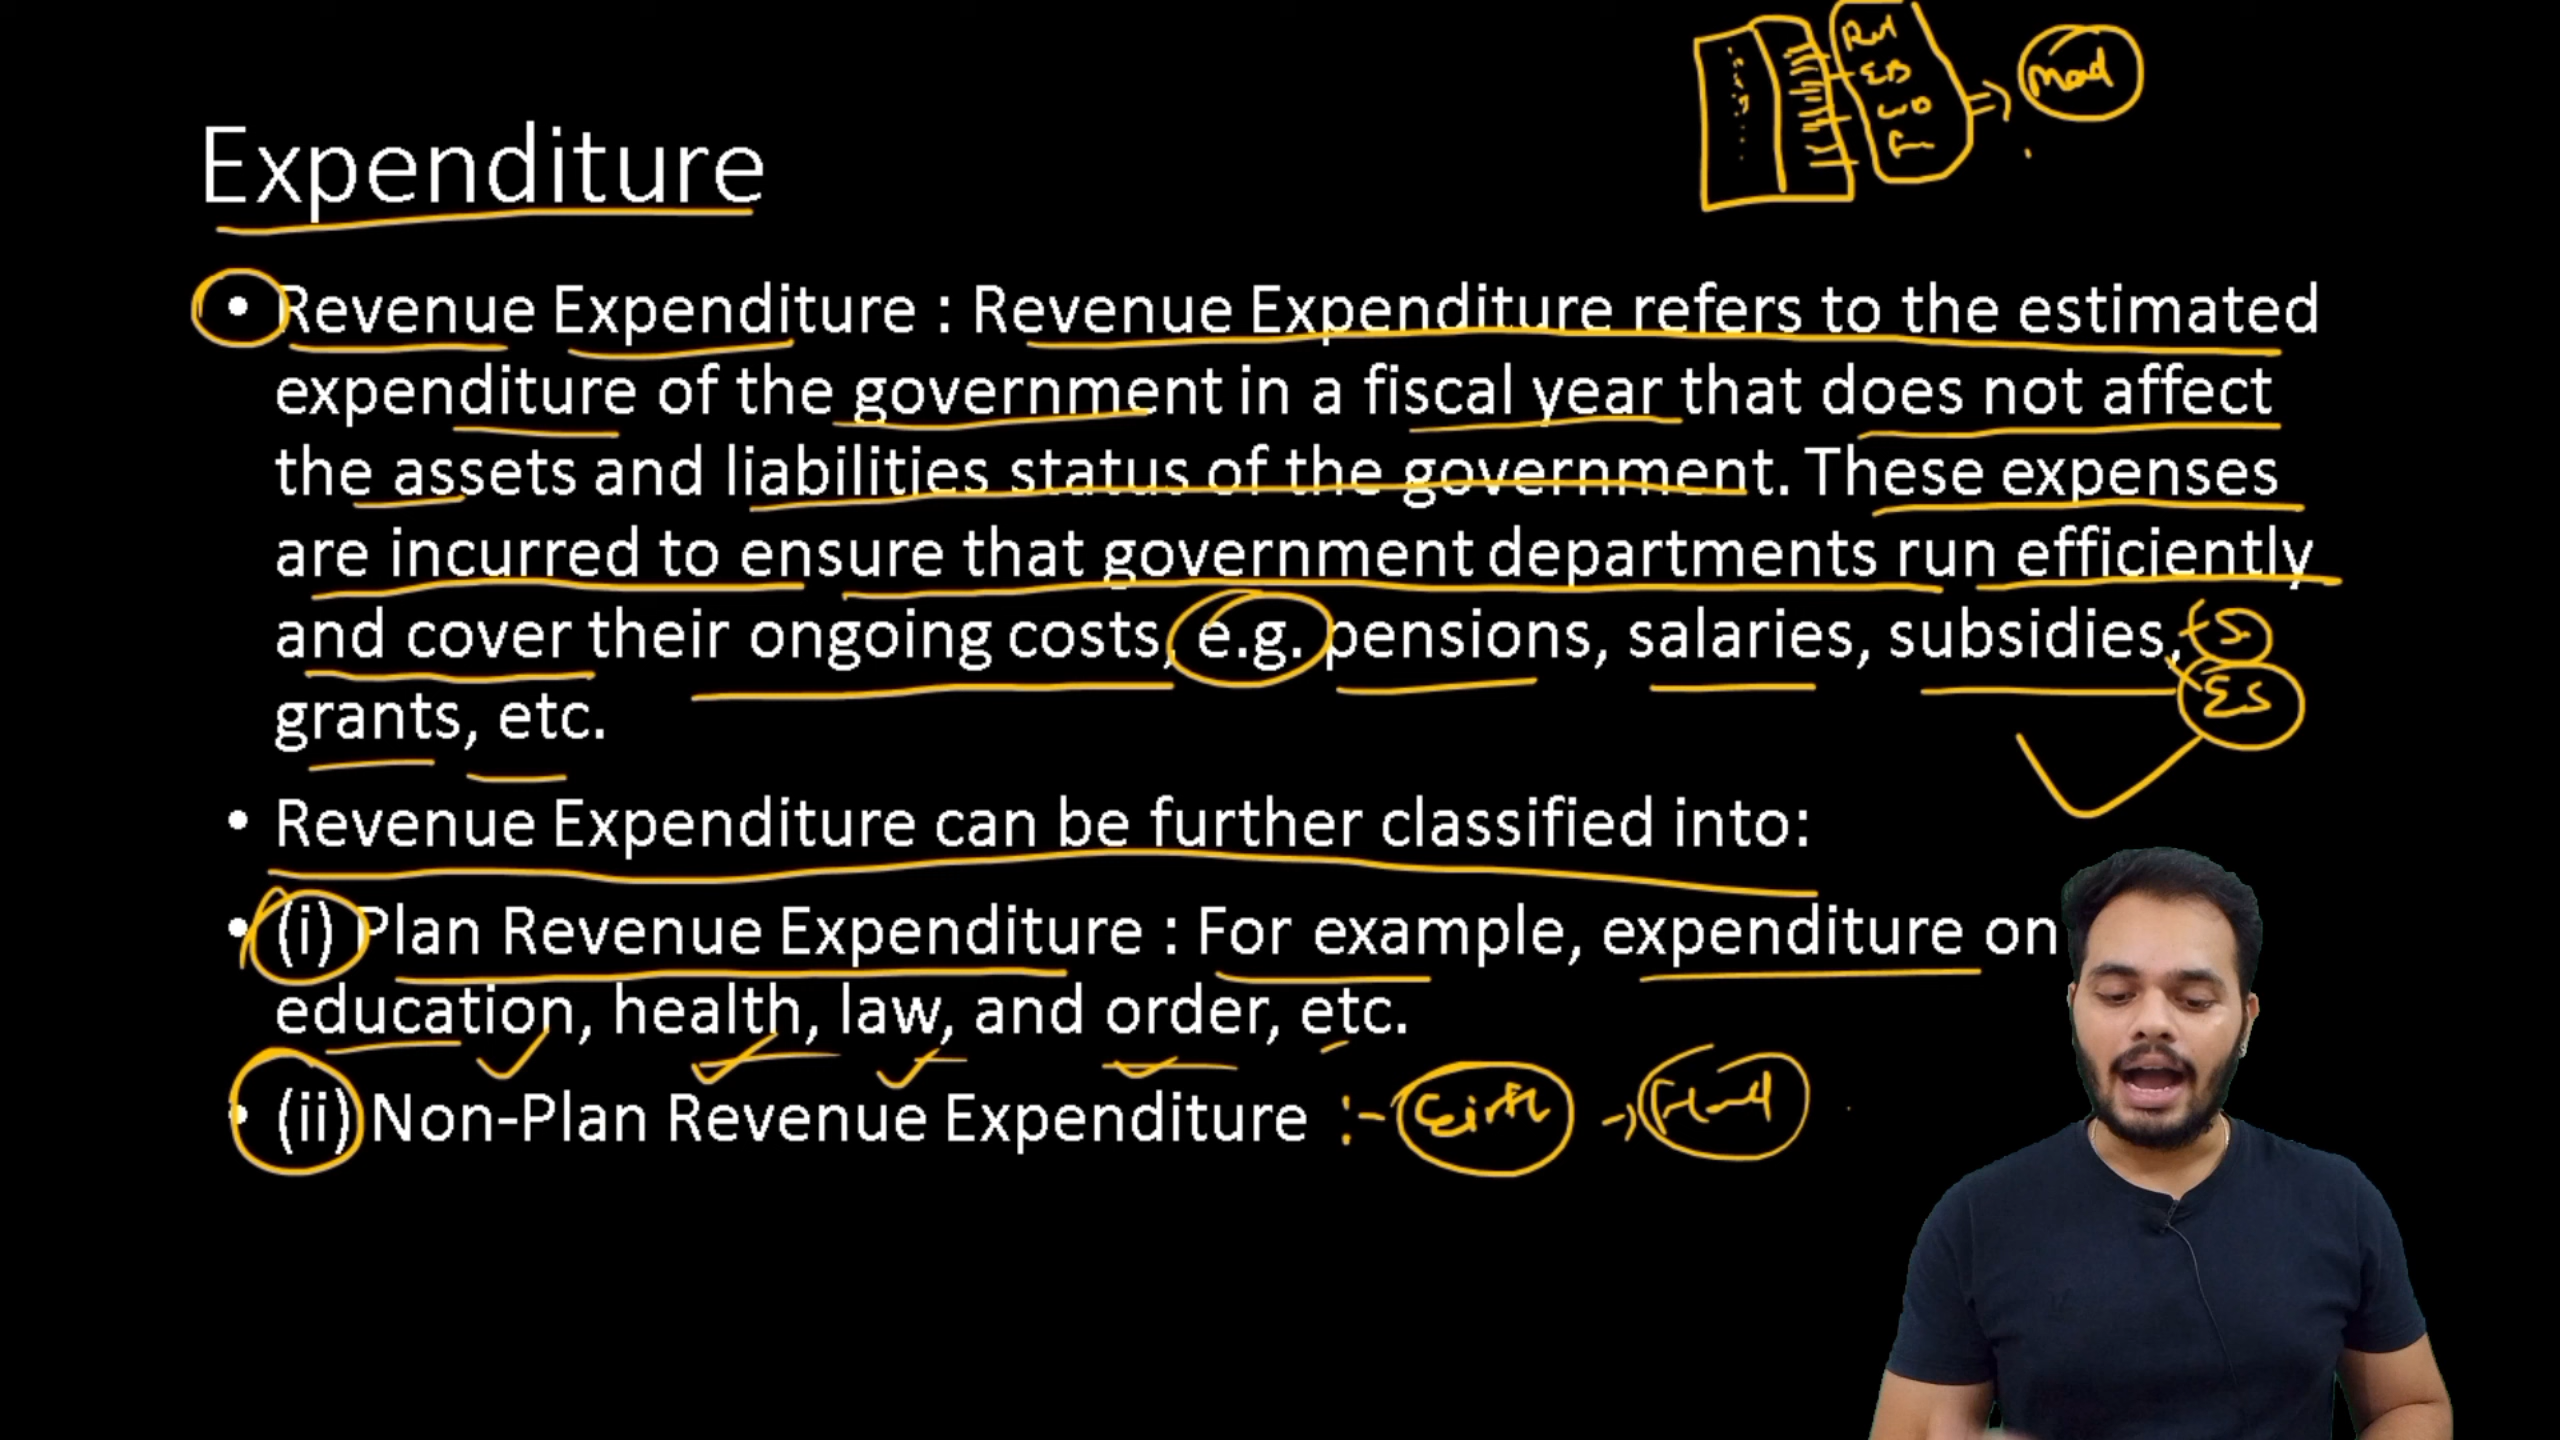 Expenditure
• Revenue Expenditure : Revenue Expenditure refers to the estimated
expenditure of the government in a fiscal year that does not affect
the assets and liabilities status of the government. These expenses
are incurred to ensure that government departments run efficiently
and cover their ongoing costs, e.g. pensions, salaries, subsidies,
grants, etc.
• Revenue Expenditure can be further classified into:
• (i) Plan Revenue Expenditure : For example, expenditure on
education, health, law, and order, etc.
• (ii) Non-Plan Revenue Expenditure